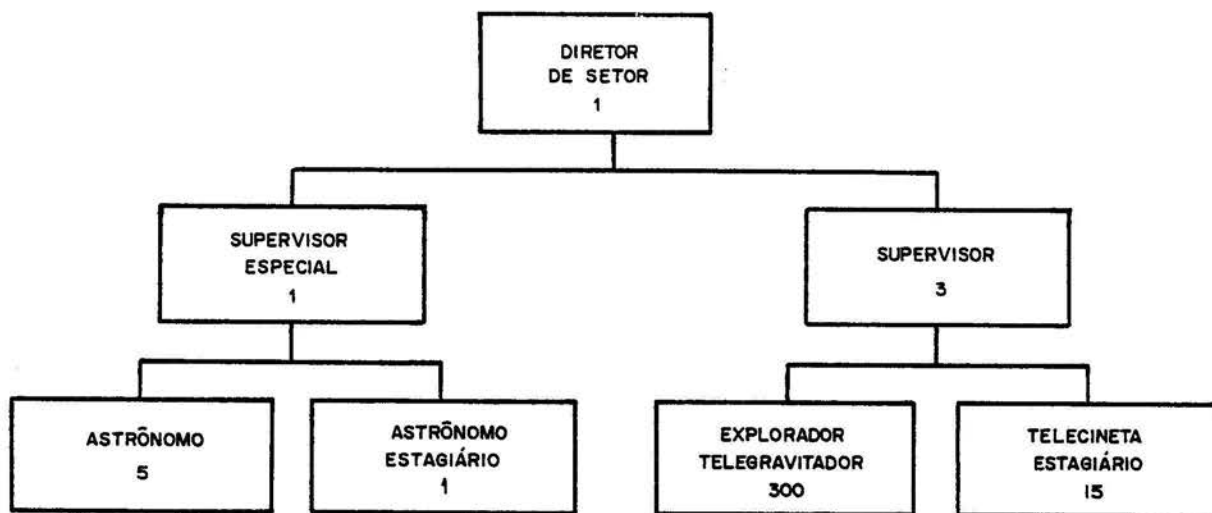 DIRETOR
DE SETOR
1
SUPERVISOR
ESPECIAL
1
SUPERVISOR
3
ASTRÔNOMO
5
ASTRÔNOMO
ESTAGIÁRIO
1
EXPLORADOR
TELEGRAVITADOR
300
TELECINETA
ESTAGIÁRIO
15